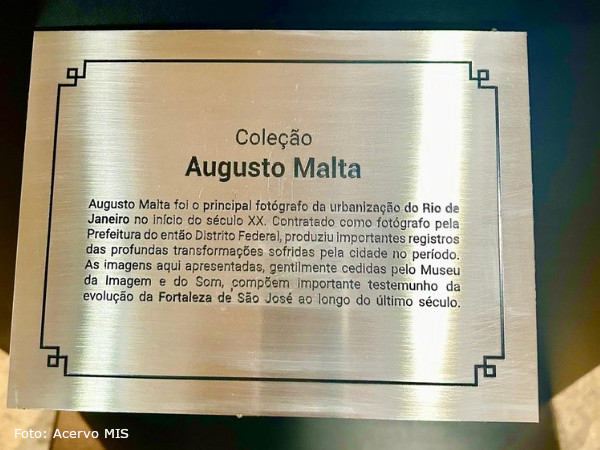 Coleção
Augusto Malta
Augusto Malta foi o principal fotógrafo da urbanização do Rio de
Janeiro no início do século XX. Contratado como fotógrafo pela
Prefeitura do então Distrito Federal, produziu importantes registros
das profundas transformações sofridas pela cidade no período.
As imagens aqui apresentadas, gentilmente cedidas pelo Museu
da Imagem e do Som, compõem importante testemunho da
evolução da Fortaleza de São José ao longo do último século.
Foto: Acervo MIS